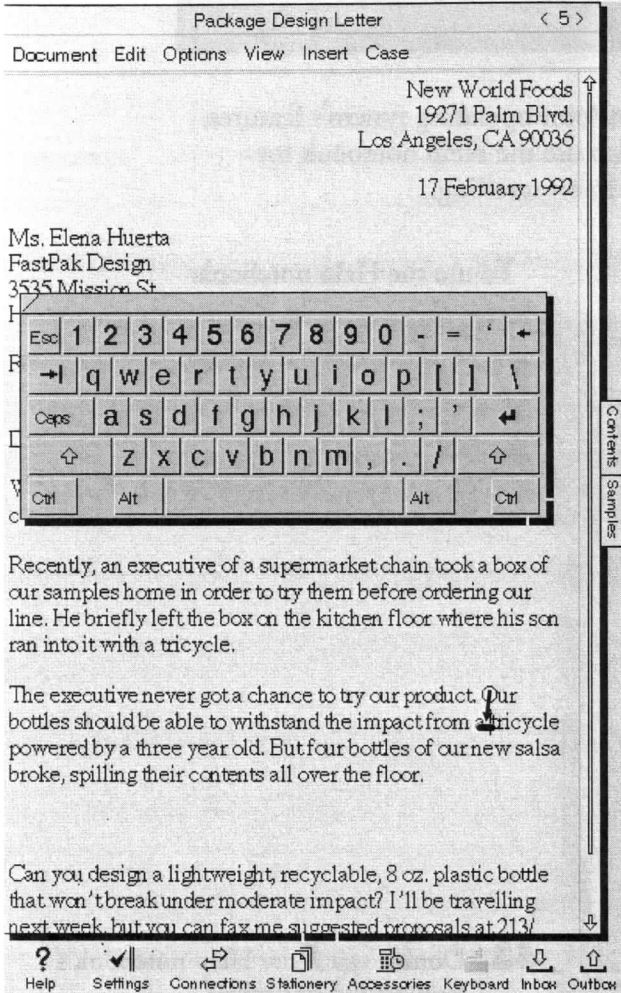 Package Design Letter < 5 >
Document Edit Options View Insert Case
New World Foods
19271 Palm Blvd.
Los Angeles, CA 90036
17 February 1992
Ms. Elena Huerta
FastPak Design
3535 Mission St.
Esc 1 2 3 4 5 6 7 8 9 0 - = ‘ ←
→| q w e r t y u i o p [ ] \
Caps a s d f g h j k l ; ' ↵
⇧ z x c v b n m , . / ⇧
Ctrl Alt Alt Ctrl
Contents
Samples
Recently, an executive of a supermarket chain took a box of
our samples home in order to try them before ordering our
line. He briefly left the box on the kitchen floor where his son
ran into it with a tricycle.
The executive never got a chance to try our product. Our
bottles should be able to withstand the impact from a tricycle
powered by a three year old. But four bottles of our new salsa
broke, spilling their contents all over the floor.
Can you design a lightweight, recyclable, 8 oz. plastic bottle
that won't break under moderate impact? I'll be travelling
next week, but you can fax me suggested proposals at 213/
Help Settings Connections Stationery Accessories Keyboard Inbox Outbox